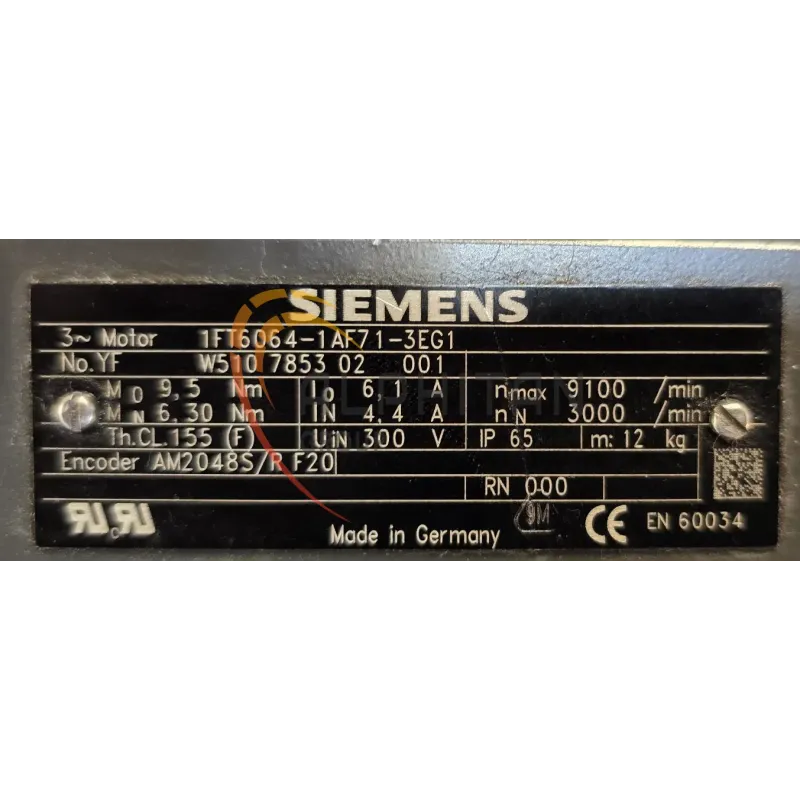 SIEMENS
3~ Motor 1FT6064-1AF71-3EG1
No.YF W510 7853 02 001
M0 9,5 Nm I0 6,1 A nmax 9100 /min
MN 6,30 Nm IN 4,4 A nN 3000 /min
Th.CL.155 (F) UIN 300 V IP 65 m: 12 kg
Encoder AM2048S/R F20
RN 000
9M
Made in Germany CE EN 60034